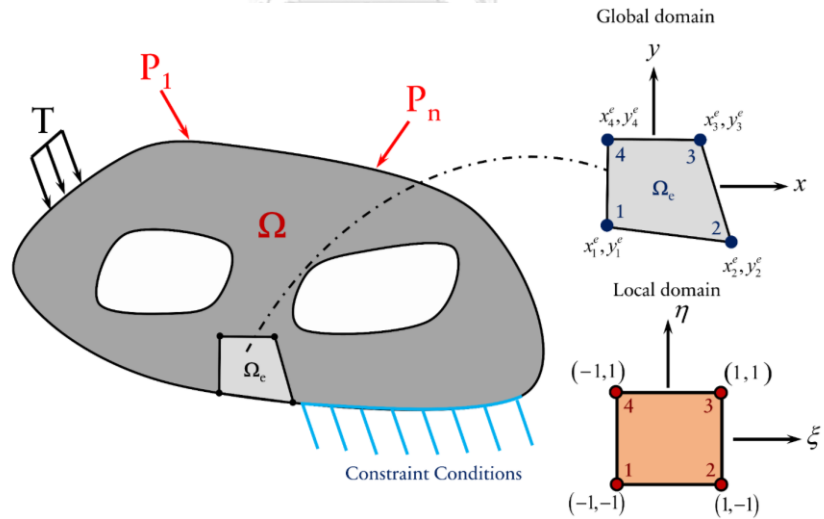 Global domain
y
P₁
Pₙ
T
x₄ᵉ, y₄ᵉ
x₃ᵉ, y₃ᵉ
4
3
Ω
Ωₑ
x
1
2
x₁ᵉ, y₁ᵉ
x₂ᵉ, y₂ᵉ
Local domain
η
Ωₑ
(-1,1)
(1,1)
4
3
ξ
Constraint Conditions
1
2
(-1,-1)
(1,-1)